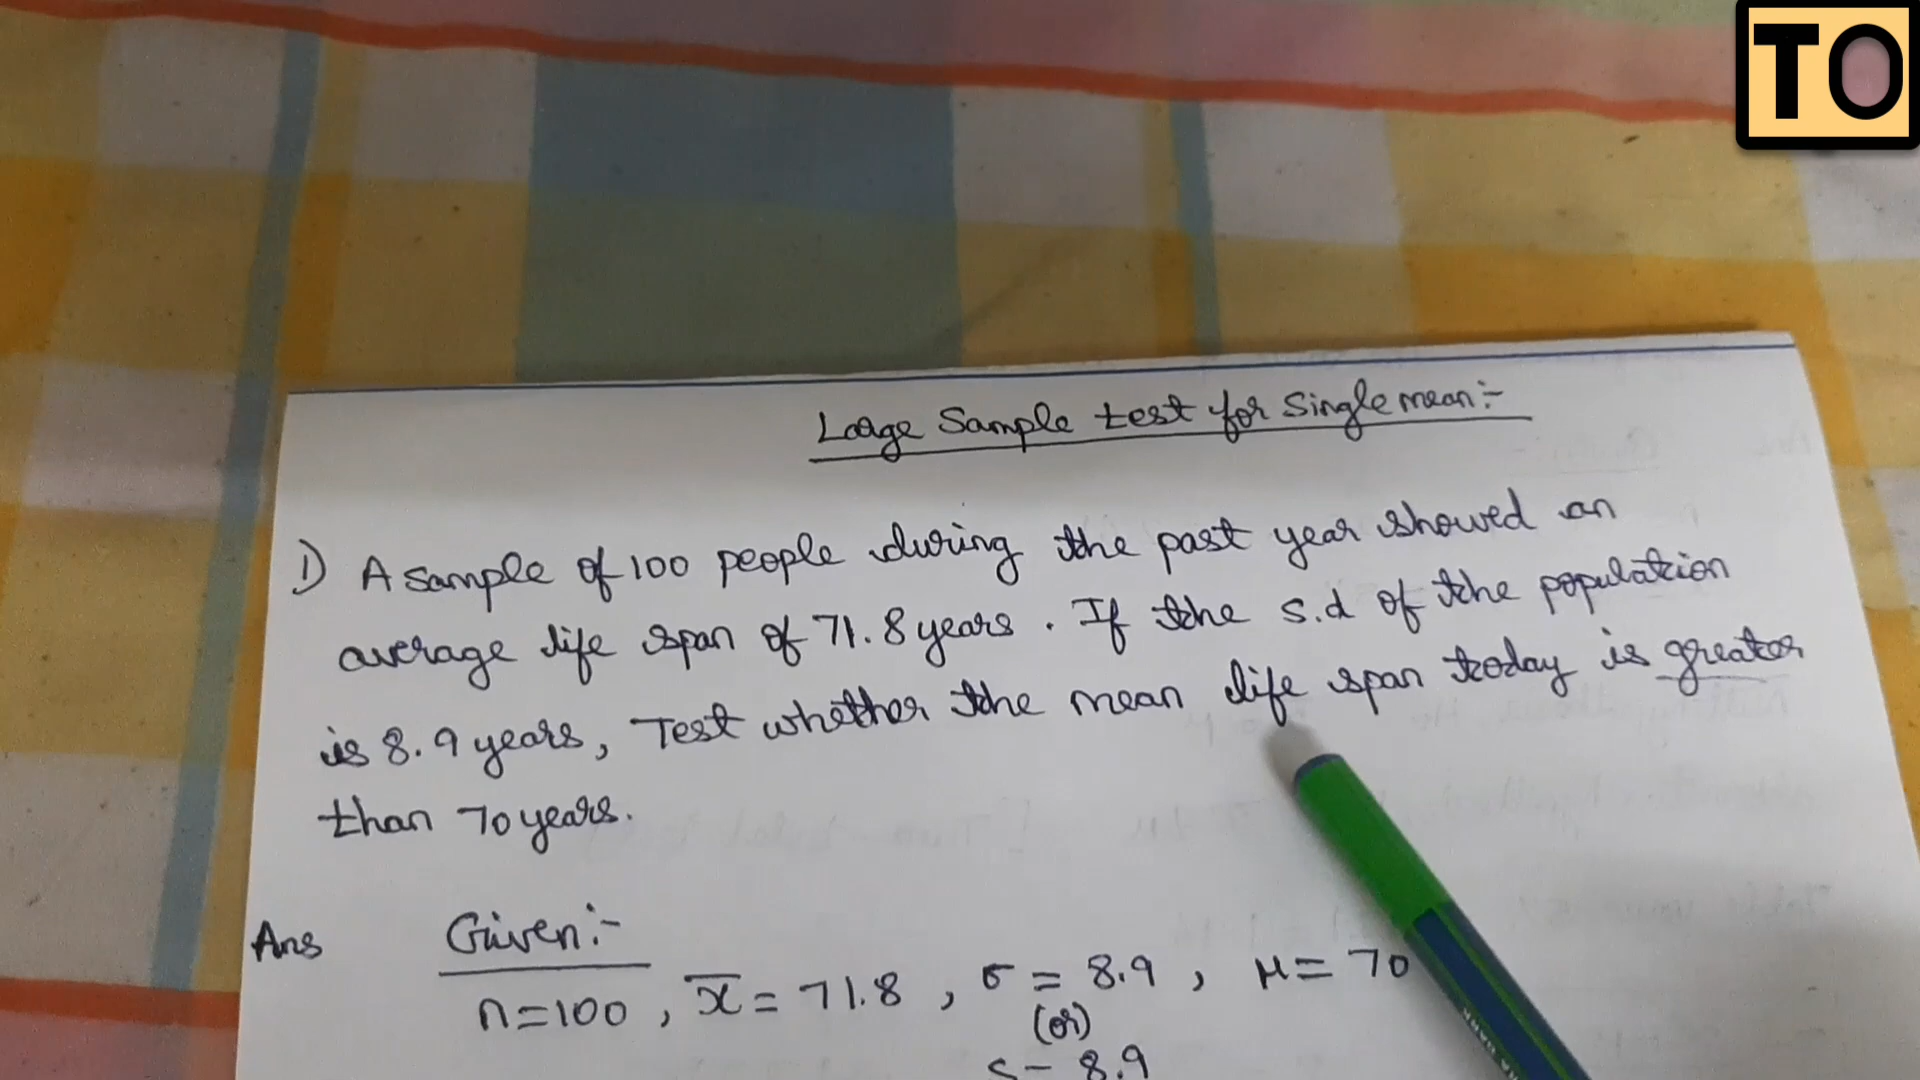 TO
Large Sample test for Single mean:-
1) A sample of 100 people during the past year showed an
average life span of 71.8 years. If the s.d of the population
is 8.9 years, Test whether the mean life span today is greater
than 70 years.
Ans Given:-
n=100, x̄ = 71.8, σ = 8.9, μ = 70
(or)
s = 8.9